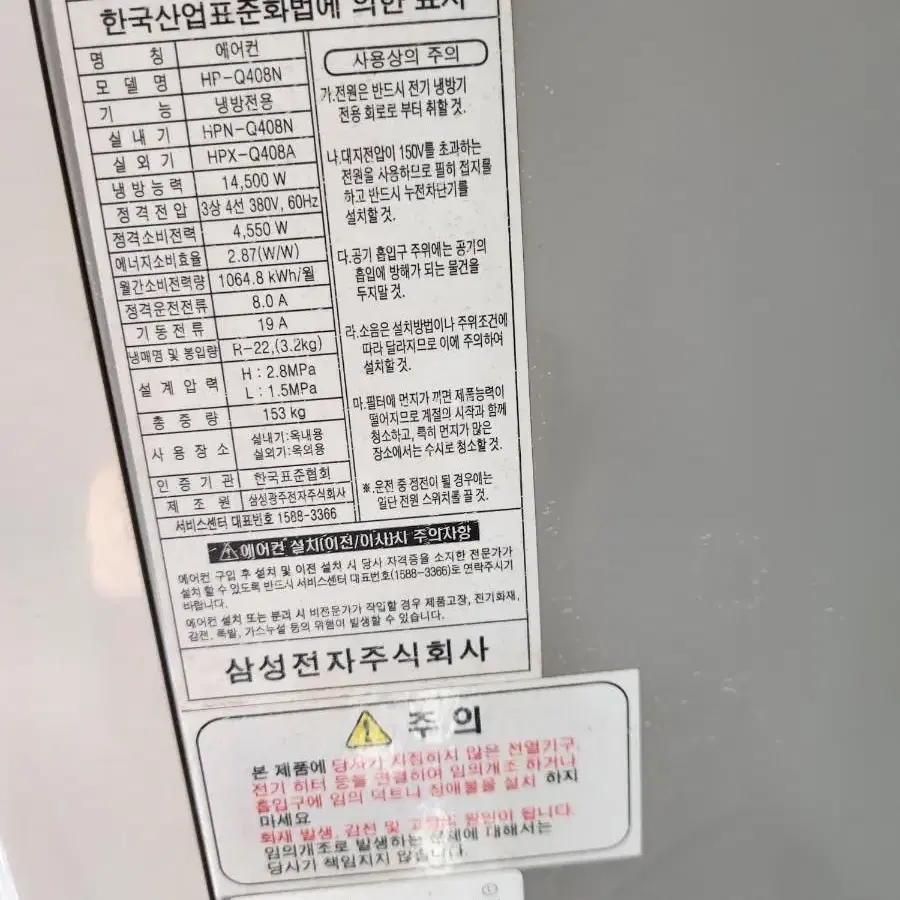 한국산업표준화법에 의한 표시
명 칭 에어컨
모 델 명 HP-Q408N
기 능 냉방전용
실 내 기 HPN-Q408N
실 외 기 HPX-Q408A
냉 방 능 력 14,500 W
정 격 전 압 3상 4선 380V, 60Hz
정격소비전력 4,550 W
에너지소비효율 2.87(W/W)
월간소비전력량 1064.8 kWh/월
정격운전전류 8.0 A
기 동 전 류 19 A
냉매명 및 봉입량 R-22,(3.2kg)
설 계 압 력 H : 2.8MPa
L : 1.5MPa
총 중 량 153 kg
사 용 장 소 실내기:옥내용
실외기:옥외용
인 증 기 관 한국표준협회
제 조 원 삼성광주전자주식회사
서비스센터 대표번호 1588-3366
사용상의 주의
가.전원은 반드시 전기 냉방기
전용 회로로 부터 취할 것.
나.대지전압이 150V를 초과하는
전원을 사용하므로 필히 접지를
하고 반드시 누전차단기를
설치할 것.
다.공기 흡입구 주위에는 공기의
흡입에 방해가 되는 물건을
두지말 것.
라.소음은 설치방법이나 주위조건에
따라 달라지므로 이에 주의하여
설치할 것.
마.필터에 먼지가 끼면 제품능력이
떨어지므로 계절의 시작과 함께
청소하고, 특히 먼지가 많은
장소에서는 수시로 청소할 것.
※.운전 중 정전이 될 경우에는
일단 전원 스위치를 끌 것.
에어컨 설치(이전/이사)시 주의사항
에어컨 구입 후 설치 및 이전 설치 시 당사 자격증을 소지한 전문가가
설치 할 수 있도록 반드시 서비스센터 대표번호(1588-3366)로 연락주시기
바랍니다.
에어컨 설치 또는 분리 시 비전문가가 작업할 경우 제품고장, 전기화재,
감전, 폭발, 가스누설 등의 위험이 발생할 수 있습니다.
삼성전자주식회사
주 의
본 제품에 당사가 지정하지 않은 전열기구,
전기 히터 등을 연결하여 임의개조 하거나
흡입구에 임의 덕트나 장애물을 설치 하지
마세요
화재 발생, 감전 및 고장의 원인이 됩니다.
임의개조로 발생하는 문제에 대해서는
당사가 책임지지 않습니다.